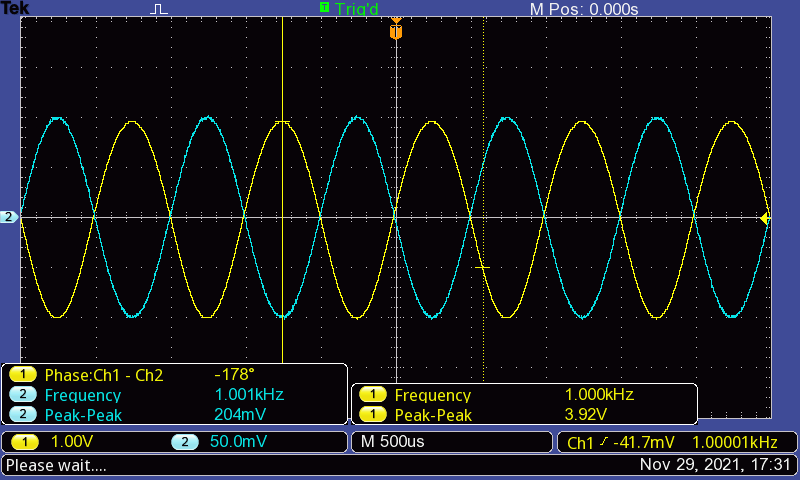 Tek T Trig'd M Pos: 0.000s
T
2
1 Phase:Ch1 - Ch2 -178°
2 Frequency 1.001kHz
2 Peak-Peak 204mV
1 Frequency 1.000kHz
1 Peak-Peak 3.92V
1 1.00V 2 50.0mV M 500us Ch1 -41.7mV 1.00001kHz
Please wait.... Nov 29, 2021, 17:31